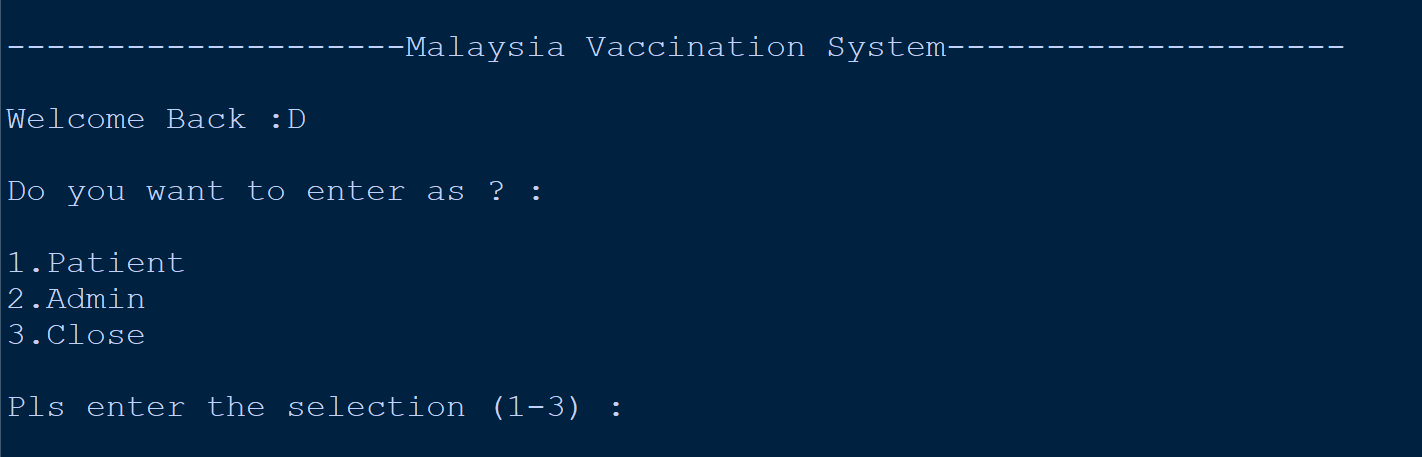 --------------------Malaysia Vaccination System--------------------
Welcome Back :D
Do you want to enter as ? :
1.Patient
2.Admin
3.Close
Pls enter the selection (1-3) :